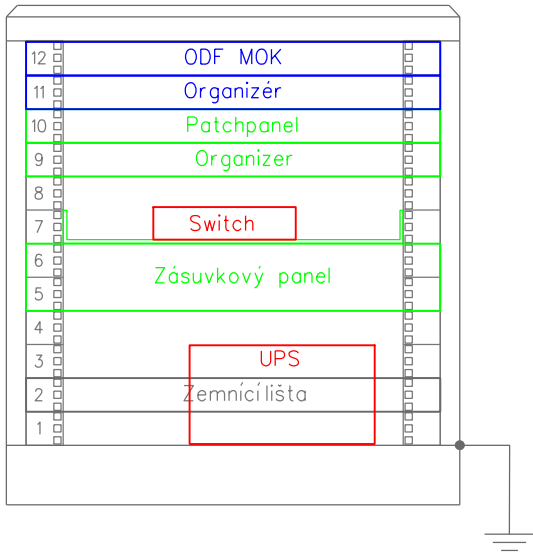 12 ODF MOK
11 Organizér
10 Patchpanel
9 Organizer
8
7 Switch
6
Zásuvkový panel
5
4
3 UPS
2 Zemnící lišta
1